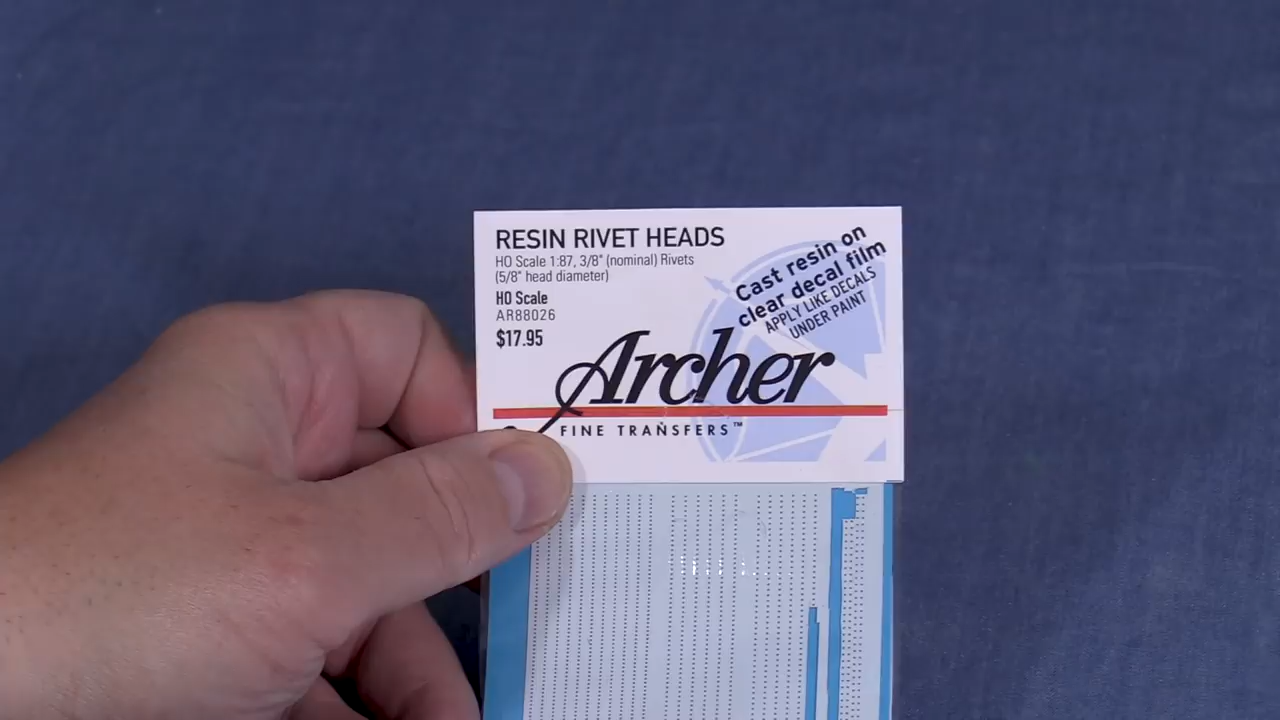 RESIN RIVET HEADS
HO Scale 1:87, 3/8" (nominal) Rivets
(5/8" head diameter)
HO Scale
AR88026
$17.95
Cast resin on
clear decal film
APPLY LIKE DECALS
UNDER PAINT
Archer
FINE TRANSFERS™